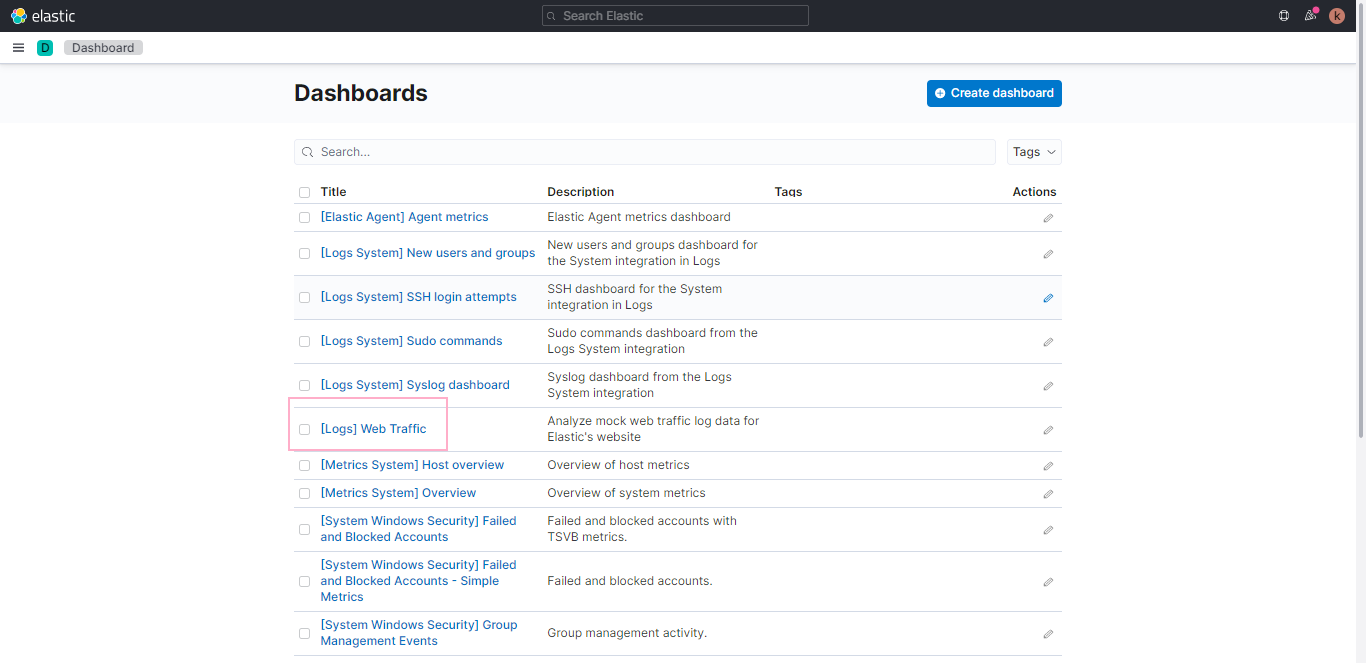 elastic
Search Elastic
k
D
Dashboard
Dashboards
Create dashboard
Search...
Tags
Title Description Tags Actions
[Elastic Agent] Agent metrics
Elastic Agent metrics dashboard
[Logs System] New users and groups
New users and groups dashboard for
the System integration in Logs
[Logs System] SSH login attempts
SSH dashboard for the System
integration in Logs
[Logs System] Sudo commands
Sudo commands dashboard from the
Logs System integration
[Logs System] Syslog dashboard
Syslog dashboard from the Logs
System integration
[Logs] Web Traffic
Analyze mock web traffic log data for
Elastic's website
[Metrics System] Host overview
Overview of host metrics
[Metrics System] Overview
Overview of system metrics
[System Windows Security] Failed
and Blocked Accounts
Failed and blocked accounts with
TSVB metrics.
[System Windows Security] Failed
and Blocked Accounts - Simple
Metrics
Failed and blocked accounts.
[System Windows Security] Group
Management Events
Group management activity.